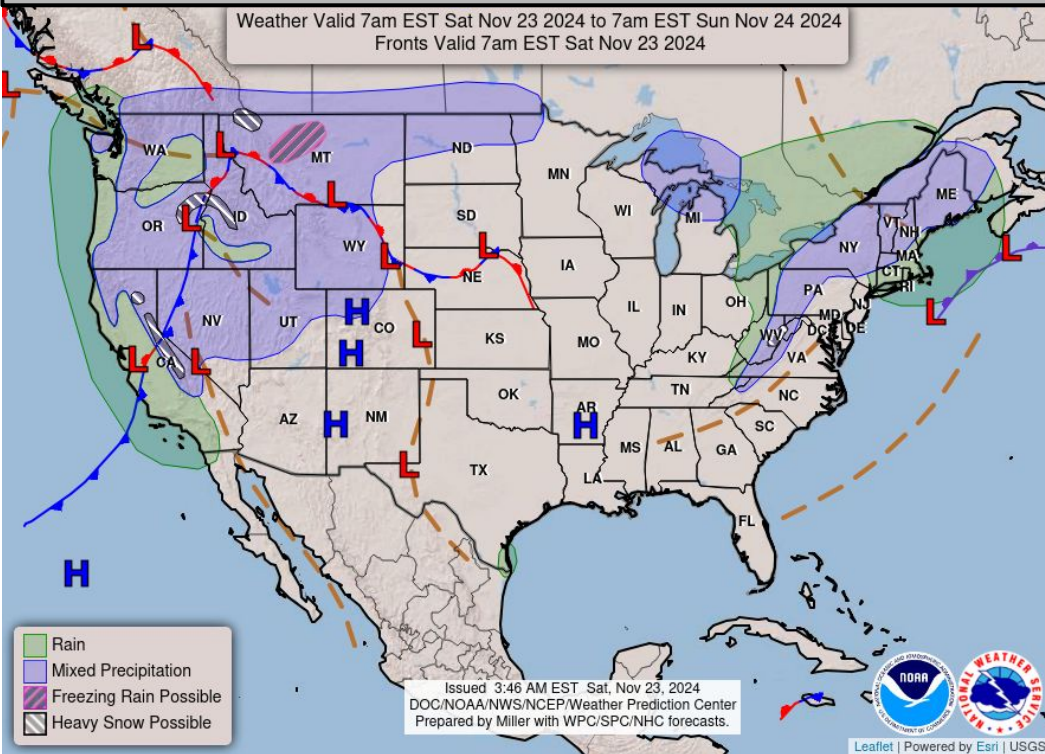 Weather Valid 7am EST Sat Nov 23 2024 to 7am EST Sun Nov 24 2024
Fronts Valid 7am EST Sat Nov 23 2024
L
L
WA
MT
ND
MN
ME
L
L
ID
OR
L
WY
SD
WI
MI
NY
VT
NH
MA
CT
RI
L
L
L
NE
IA
PA
NJ
L
NV
UT
H
CO
L
KS
IL
IN
OH
MD
DE
DC
WV
VA
H
L
CA
L
MO
KY
AZ
H
NM
OK
AR
H
TN
NC
SC
L
TX
LA
MS
AL
GA
FL
H
Rain
Mixed Precipitation
Freezing Rain Possible
Heavy Snow Possible
Issued 3:46 AM EST Sat, Nov 23, 2024
DOC/NOAA/NWS/NCEP/Weather Prediction Center
Prepared by Miller with WPC/SPC/NHC forecasts.
NOAA
NATIONAL WEATHER SERVICE
Leaflet | Powered by Esri | USGS